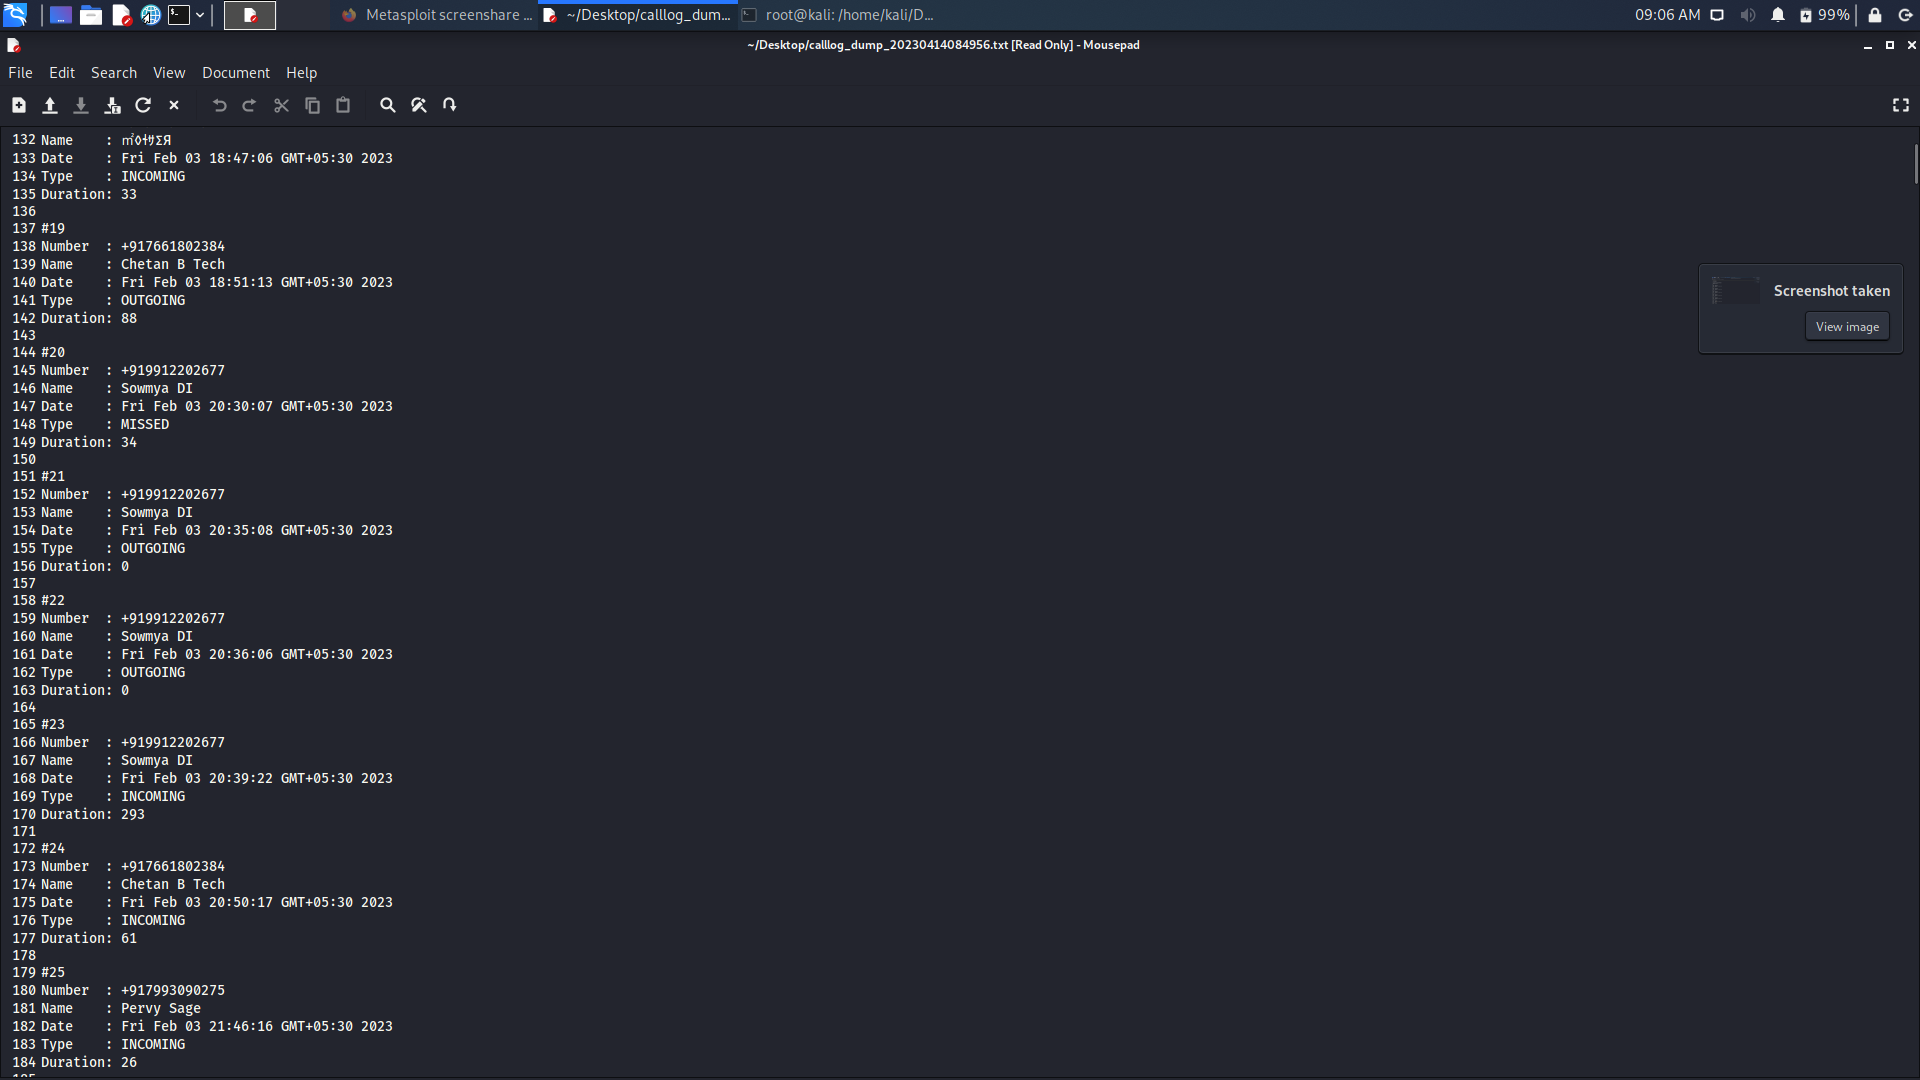 Metasploit screenshare ...
~/Desktop/calllog_dum...
root@kali: /home/kali/D...
09:06 AM
99%
~/Desktop/calllog_dump_20230414084956.txt [Read Only] - Mousepad
File Edit Search View Document Help
132 Name : ㎡ㇹㄔサΣЯ
133 Date : Fri Feb 03 18:47:06 GMT+05:30 2023
134 Type : INCOMING
135 Duration: 33
136
137 #19
138 Number : +917661802384
139 Name : Chetan B Tech
140 Date : Fri Feb 03 18:51:13 GMT+05:30 2023
141 Type : OUTGOING
142 Duration: 88
143
144 #20
145 Number : +919912202677
146 Name : Sowmya DI
147 Date : Fri Feb 03 20:30:07 GMT+05:30 2023
148 Type : MISSED
149 Duration: 34
150
151 #21
152 Number : +919912202677
153 Name : Sowmya DI
154 Date : Fri Feb 03 20:35:08 GMT+05:30 2023
155 Type : OUTGOING
156 Duration: 0
157
158 #22
159 Number : +919912202677
160 Name : Sowmya DI
161 Date : Fri Feb 03 20:36:06 GMT+05:30 2023
162 Type : OUTGOING
163 Duration: 0
164
165 #23
166 Number : +919912202677
167 Name : Sowmya DI
168 Date : Fri Feb 03 20:39:22 GMT+05:30 2023
169 Type : INCOMING
170 Duration: 293
171
172 #24
173 Number : +917661802384
174 Name : Chetan B Tech
175 Date : Fri Feb 03 20:50:17 GMT+05:30 2023
176 Type : INCOMING
177 Duration: 61
178
179 #25
180 Number : +917993090275
181 Name : Pervy Sage
182 Date : Fri Feb 03 21:46:16 GMT+05:30 2023
183 Type : INCOMING
184 Duration: 26
Screenshot taken
View image